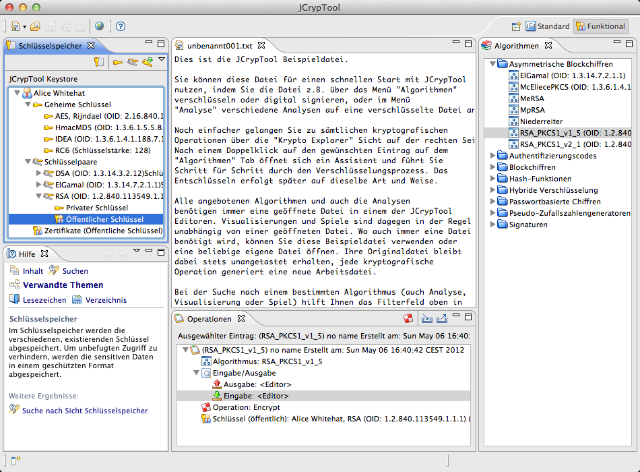 JCrypTool
Standard
Funktional
Schlüsselspeicher
JCrypTool Keystore
Alice Whitehat
Geheime Schlüssel
AES, Rijndael (OID: 2.16.840.1
HmacMD5 (OID: 1.3.6.1.5.5.8
IDEA (OID: 1.3.6.1.4.1.188.7.1
RC6 (Schlüsselstärke: 128)
Schlüsselpaare
DSA (OID: 1.3.14.3.2.12)Schlüs
ElGamal (OID: 1.3.14.7.2.1.1)S
RSA (OID: 1.2.840.113549.1.1
Privater Schlüssel
Öffentlicher Schlüssel
Zertifikate (Öffentliche Schlüssel)
Hilfe
Inhalt
Suchen
Verwandte Themen
Lesezeichen
Verzeichnis
Schlüsselspeicher
Im Schlüsselspeicher werden die
verschiedenen, existierenden Schlüssel
abgespeichert. Um unbefugten Zugriff zu
verhindern, werden die sensitiven Daten
in einem geschützten Format
abgespeichert.
Weitere Ergebnisse:
Suche nach Sicht Schlüsselspeicher
unbenannt001.txt
Dies ist die JCrypTool Beispieldatei.
Sie können diese Datei für einen schnellen Start mit JCrypTool
nutzen, indem Sie die Datei z.B. über das Menü "Algorithmen"
verschlüsseln oder digital signieren, oder im Menü
"Analyse" verschiedene Analysen auf eine verschlüsselte Datei an
Noch einfacher gelangen Sie zu sämtlichen kryptografischen
Operationen über die "Krypto Explorer" Sicht auf der rechten Sei
Nach einem Doppelklick auf den gewünschten Eintrag auf dem
"Algorithmen" Tab öffnet sich ein Assistent und führt Sie
Schritt für Schritt durch den Verschlüsselungsprozess. Das
Entschlüsseln erfolgt später auf dieselbe Art und Weise.
Alle angebotenen Algorithmen und auch die Analysen
benötigen immer eine geöffnete Datei in einem der JCrypTool
Editoren. Visualisierungen und Spiele sind dagegen in der Regel
unabhängig von einer geöffneten Datei. Wo auch immer eine Datei
benötigt wird, können Sie diese Beispieldatei verwenden oder
eine beliebige eigene Datei öffnen. Ihre Originaldatei bleibt
dabei stets unangetastet erhalten, jede kryptografische
Operation generiert eine neue Arbeitsdatei.
Bei der Suche nach einem bestimmten Algorithmus (auch Analyse,
Visualisierung oder Spiel) hilft Ihnen das Filterfeld oben in
Operationen
Ausgewählter Eintrag: (RSA_PKCS1_v1_5) no name Erstellt am: Sun May 06 16:40:
(RSA_PKCS1_v1_5) no name Erstellt am: Sun May 06 16:40:42 CEST 2012
Algorithmus: RSA_PKCS1_v1_5
Eingabe/Ausgabe
Ausgabe: <Editor>
Eingabe: <Editor>
Operation: Encrypt
Schlüssel (öffentlich): Alice Whitehat, RSA (OID: 1.2.840.113549.1.1.1) (
Algorithmen
Asymmetrische Blockchiffren
ElGamal (OID: 1.3.14.7.2.1.1)
McEliecePKCS (OID: 1.3.6.1.4
MeRSA
MpRSA
Niederreiter
RSA_PKCS1_v1_5 (OID: 1.2.840
RSA_PKCS1_v2_1 (OID: 1.2.840
Authentifizierungscodes
Blockchiffren
Hash-Funktionen
Hybride Verschlüsselung
Passwortbasierte Chiffren
Pseudo-Zufallszahlengeneratoren
Signaturen